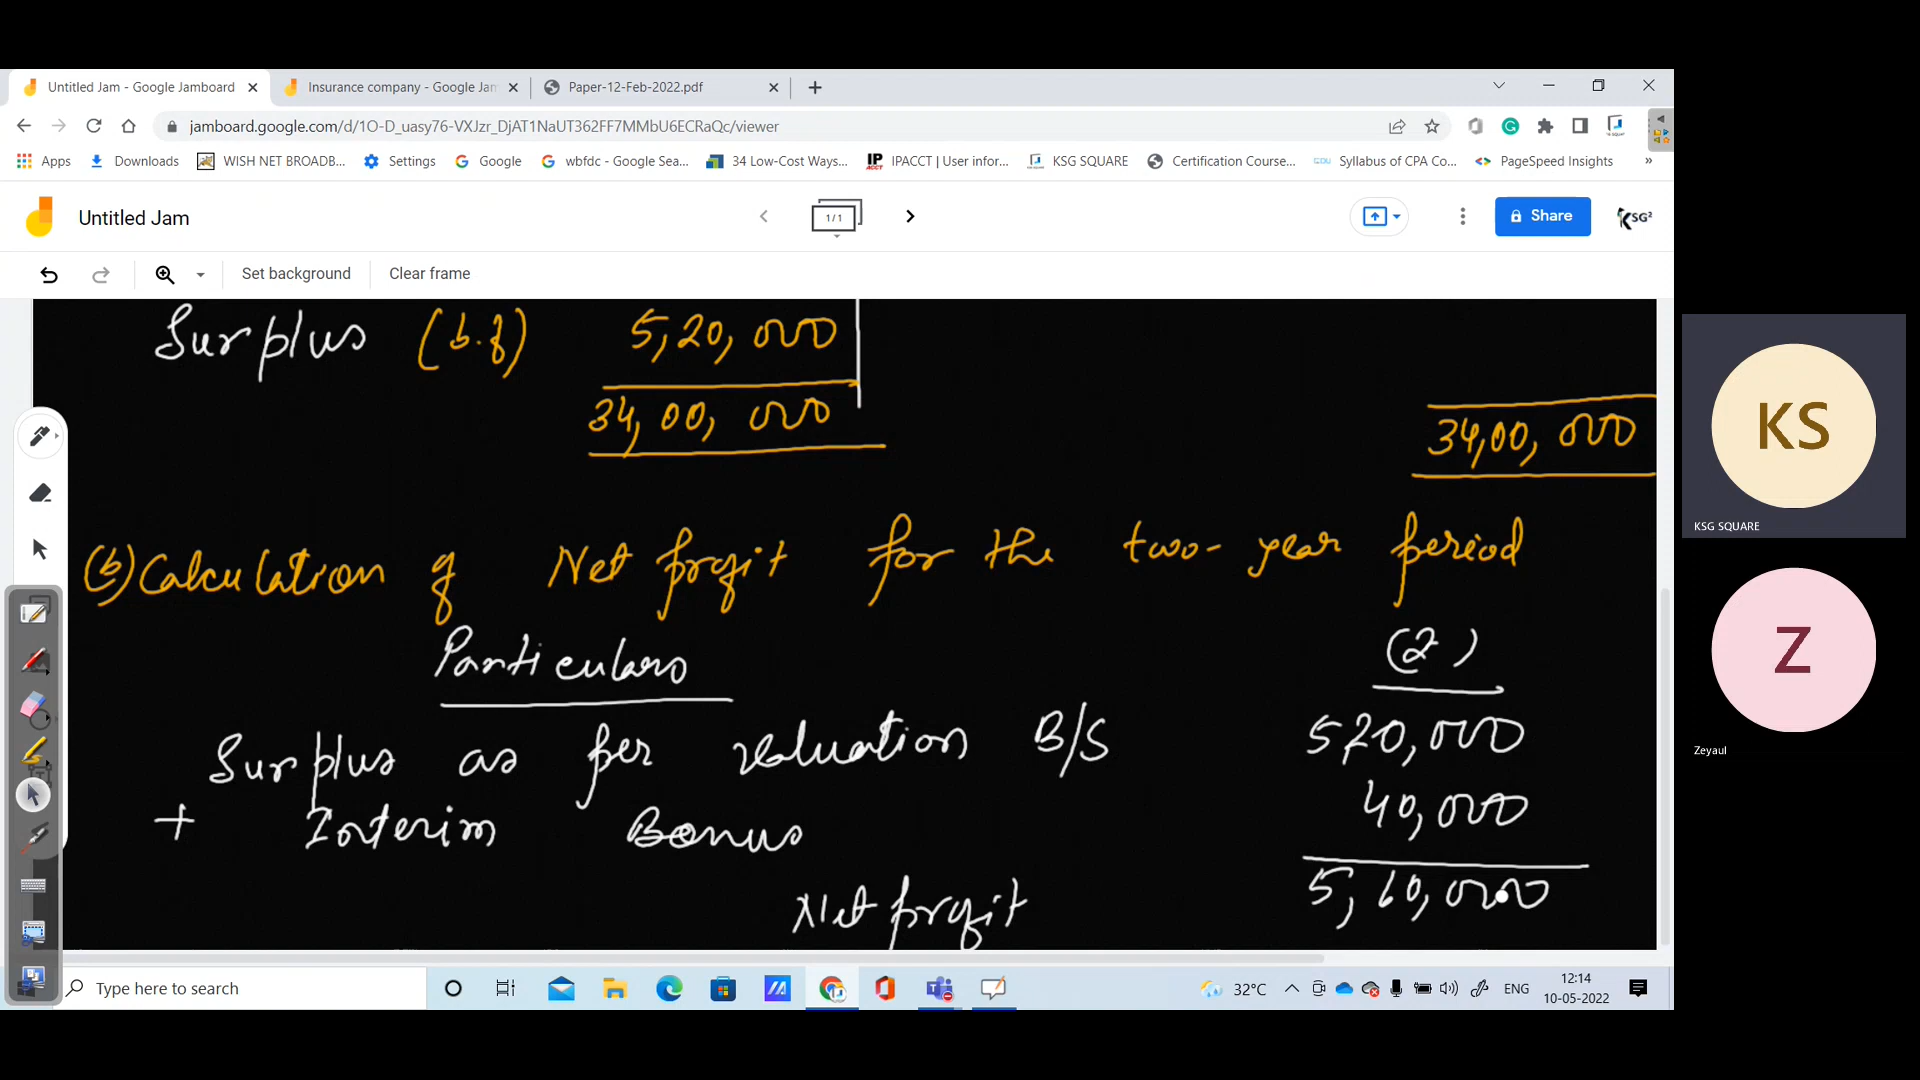 Untitled Jam - Google Jamboard
Insurance company - Google Jam
Paper-12-Feb-2022.pdf
jamboard.google.com/d/1O-D_uasy76-VXJzr_DjAT1NaUT362FF7MMbU6ECRaQc/viewer
Apps Downloads WISH NET BROADB... Settings Google wbfdc - Google Sea... 34 Low-Cost Ways... IPACCT | User infor... KSG SQUARE Certification Course... Syllabus of CPA Co... PageSpeed Insights »
Untitled Jam
1/1
Share
KSG²
Set background
Clear frame
Surplus (b.f) 5,20,000
34,00,000 34,00,000
(b) Calculation of Net profit for the two-year period
Particulars (₹)
Surplus as per valuation B/S 520,000
+ Interim Bonus 40,000
Net profit 5,60,000
KS
KSG SQUARE
Z
Zeyaul
Type here to search
32°C
ENG
12:14
10-05-2022